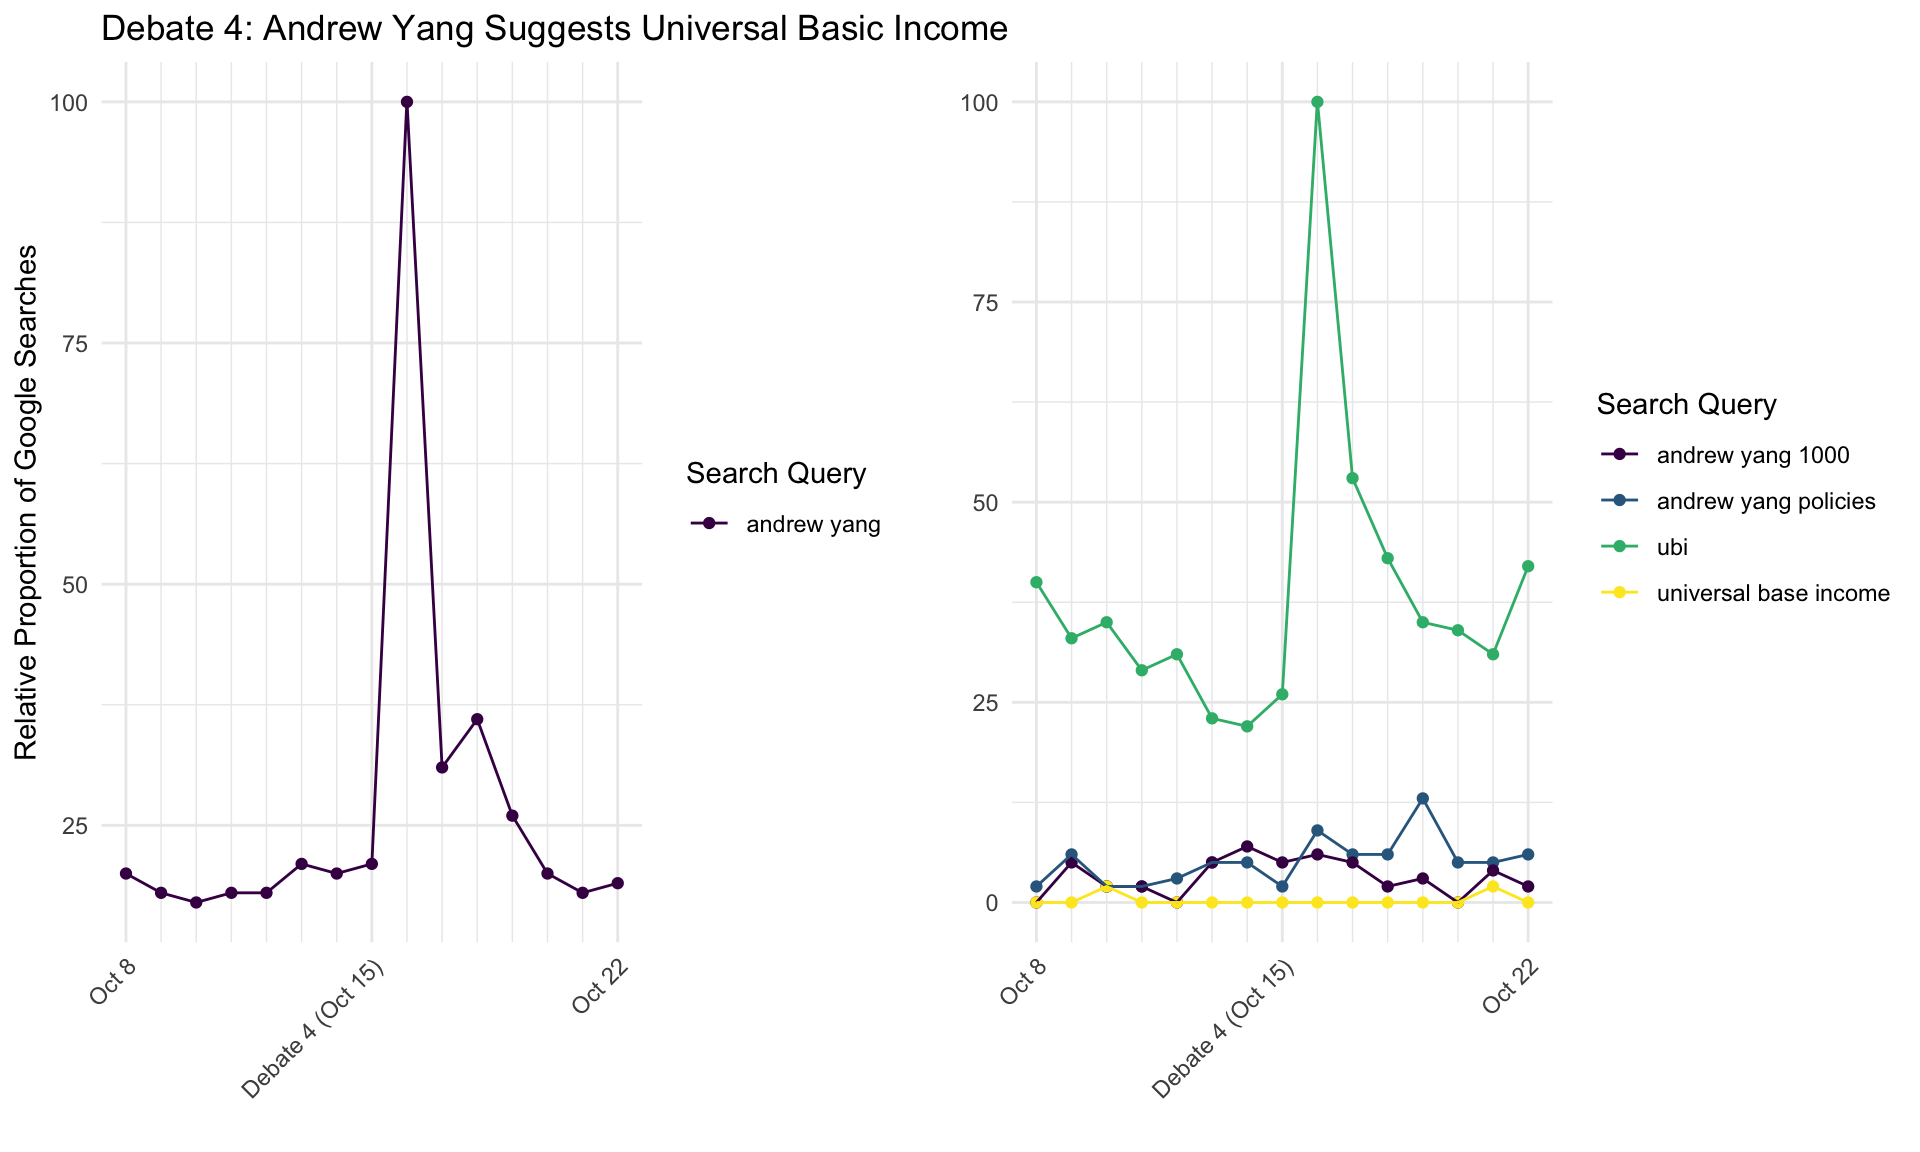 Debate 4: Andrew Yang Suggests Universal Basic Income
Relative Proportion of Google Searches
100
75
50
25
Oct 8
Debate 4 (Oct 15)
Oct 22
Search Query
andrew yang
100
75
50
25
0
Oct 8
Debate 4 (Oct 15)
Oct 22
Search Query
andrew yang 1000
andrew yang policies
ubi
universal base income